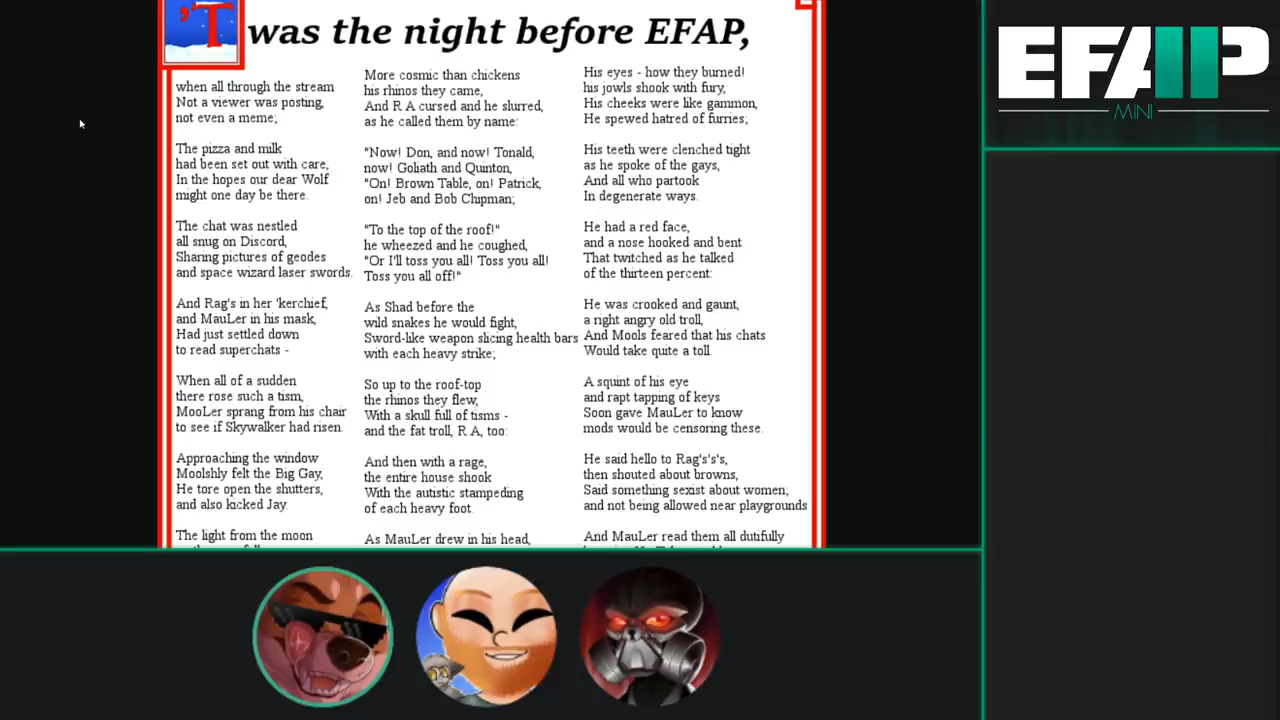 'Twas the night before EFAP,
when all through the stream
Not a viewer was posting,
not even a meme;
The pizza and milk
had been set out with care,
In the hopes our dear Wolf
might one day be there.
The chat was nestled
all snug on Discord,
Sharing pictures of geodes
and space wizard laser swords.
And Rag's in her 'kerchief,
and MauLer in his mask,
Had just settled down
to read superchats -
When all of a sudden
there rose such a tism,
MooLer sprang from his chair
to see if Skywalker had risen.
Approaching the window
Moolshly felt the Big Gay,
He tore open the shutters,
and also kicked Jay.
The light from the moon
More cosmic than chickens
his rhinos they came,
And R A cursed and he slurred,
as he called them by name:
"Now! Don, and now! Tonald,
now! Goliath and Quinton,
"On! Brown Table, on! Patrick,
on! Jeb and Bob Chipman;
"To the top of the roof!"
he wheezed and he coughed,
"Or I'll toss you all! Toss you all!
Toss you all off!"
As Shad before the
wild snakes he would fight,
Sword-like weapon slicing health bars
with each heavy strike;
So up to the roof-top
the rhinos they flew,
With a skull full of tisms -
and the fat troll, R A, too:
And then with a rage,
the entire house shook
With the autistic stampeding
of each heavy foot.
As MauLer drew in his head,
His eyes - how they burned!
his jowls shook with fury,
His cheeks were like gammon,
He spewed hatred of furries;
His teeth were clenched tight
as he spoke of the gays,
And all who partook
In degenerate ways.
He had a red face,
and a nose hooked and bent
That twitched as he talked
of the thirteen percent:
He was crooked and gaunt,
a right angry old troll,
And Mools feared that his chats
Would take quite a toll.
A squint of his eye
and rapt tapping of keys
Soon gave MauLer to know
mods would be censoring these.
He said hello to Rag's's's,
then shouted about browns,
Said something sexist about women;
and not being allowed near playgrounds
And MauLer read them all dutifully
EFAP
MINI